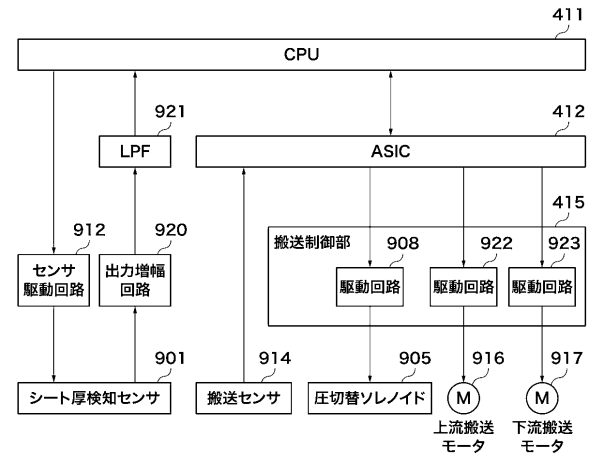 411
CPU
921
LPF
412
ASIC
415
搬送制御部
912
センサ
駆動回路
920
出力増幅
回路
908
駆動回路
922
駆動回路
923
駆動回路
901
シート厚検知センサ
914
搬送センサ
905
圧切替ソレノイド
916
M
上流搬送
モータ
917
M
下流搬送
モータ